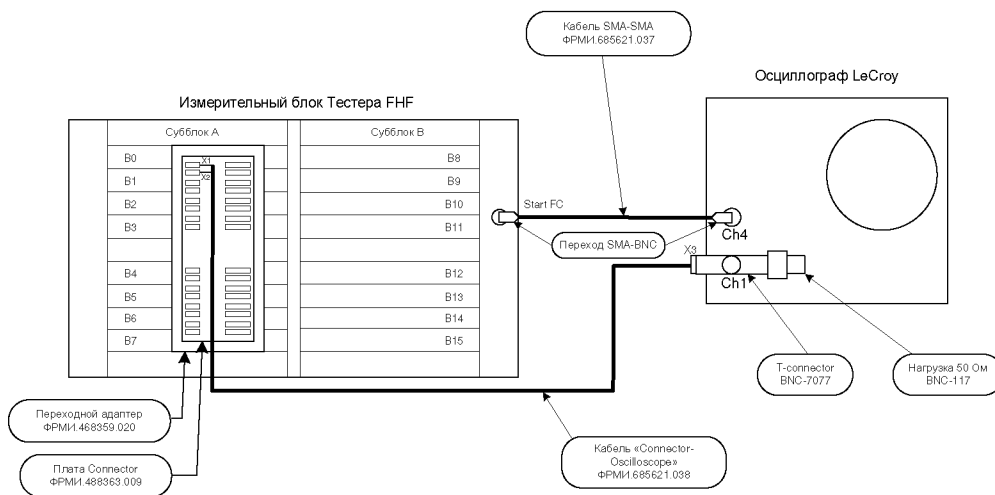 Кабель SMA-SMA
ФРМИ.685621.037
Осциллограф LeCroy
Измерительный блок Тестера FHF
Субблок A
Субблок B
B0
X1
B8
B1
X2
B9
B2
B10
Start FC
B3
B11
Переход SMA-BNC
Ch4
X3
Ch1
B4
B12
B5
B13
B6
B14
B7
B15
T-connector
BNC-7077
Нагрузка 50 Ом
BNC-117
Переходной адаптер
ФРМИ.468359.020
Кабель «Connector-
Oscilloscope»
ФРМИ.685621.038
Плата Connector
ФРМИ.488363.009